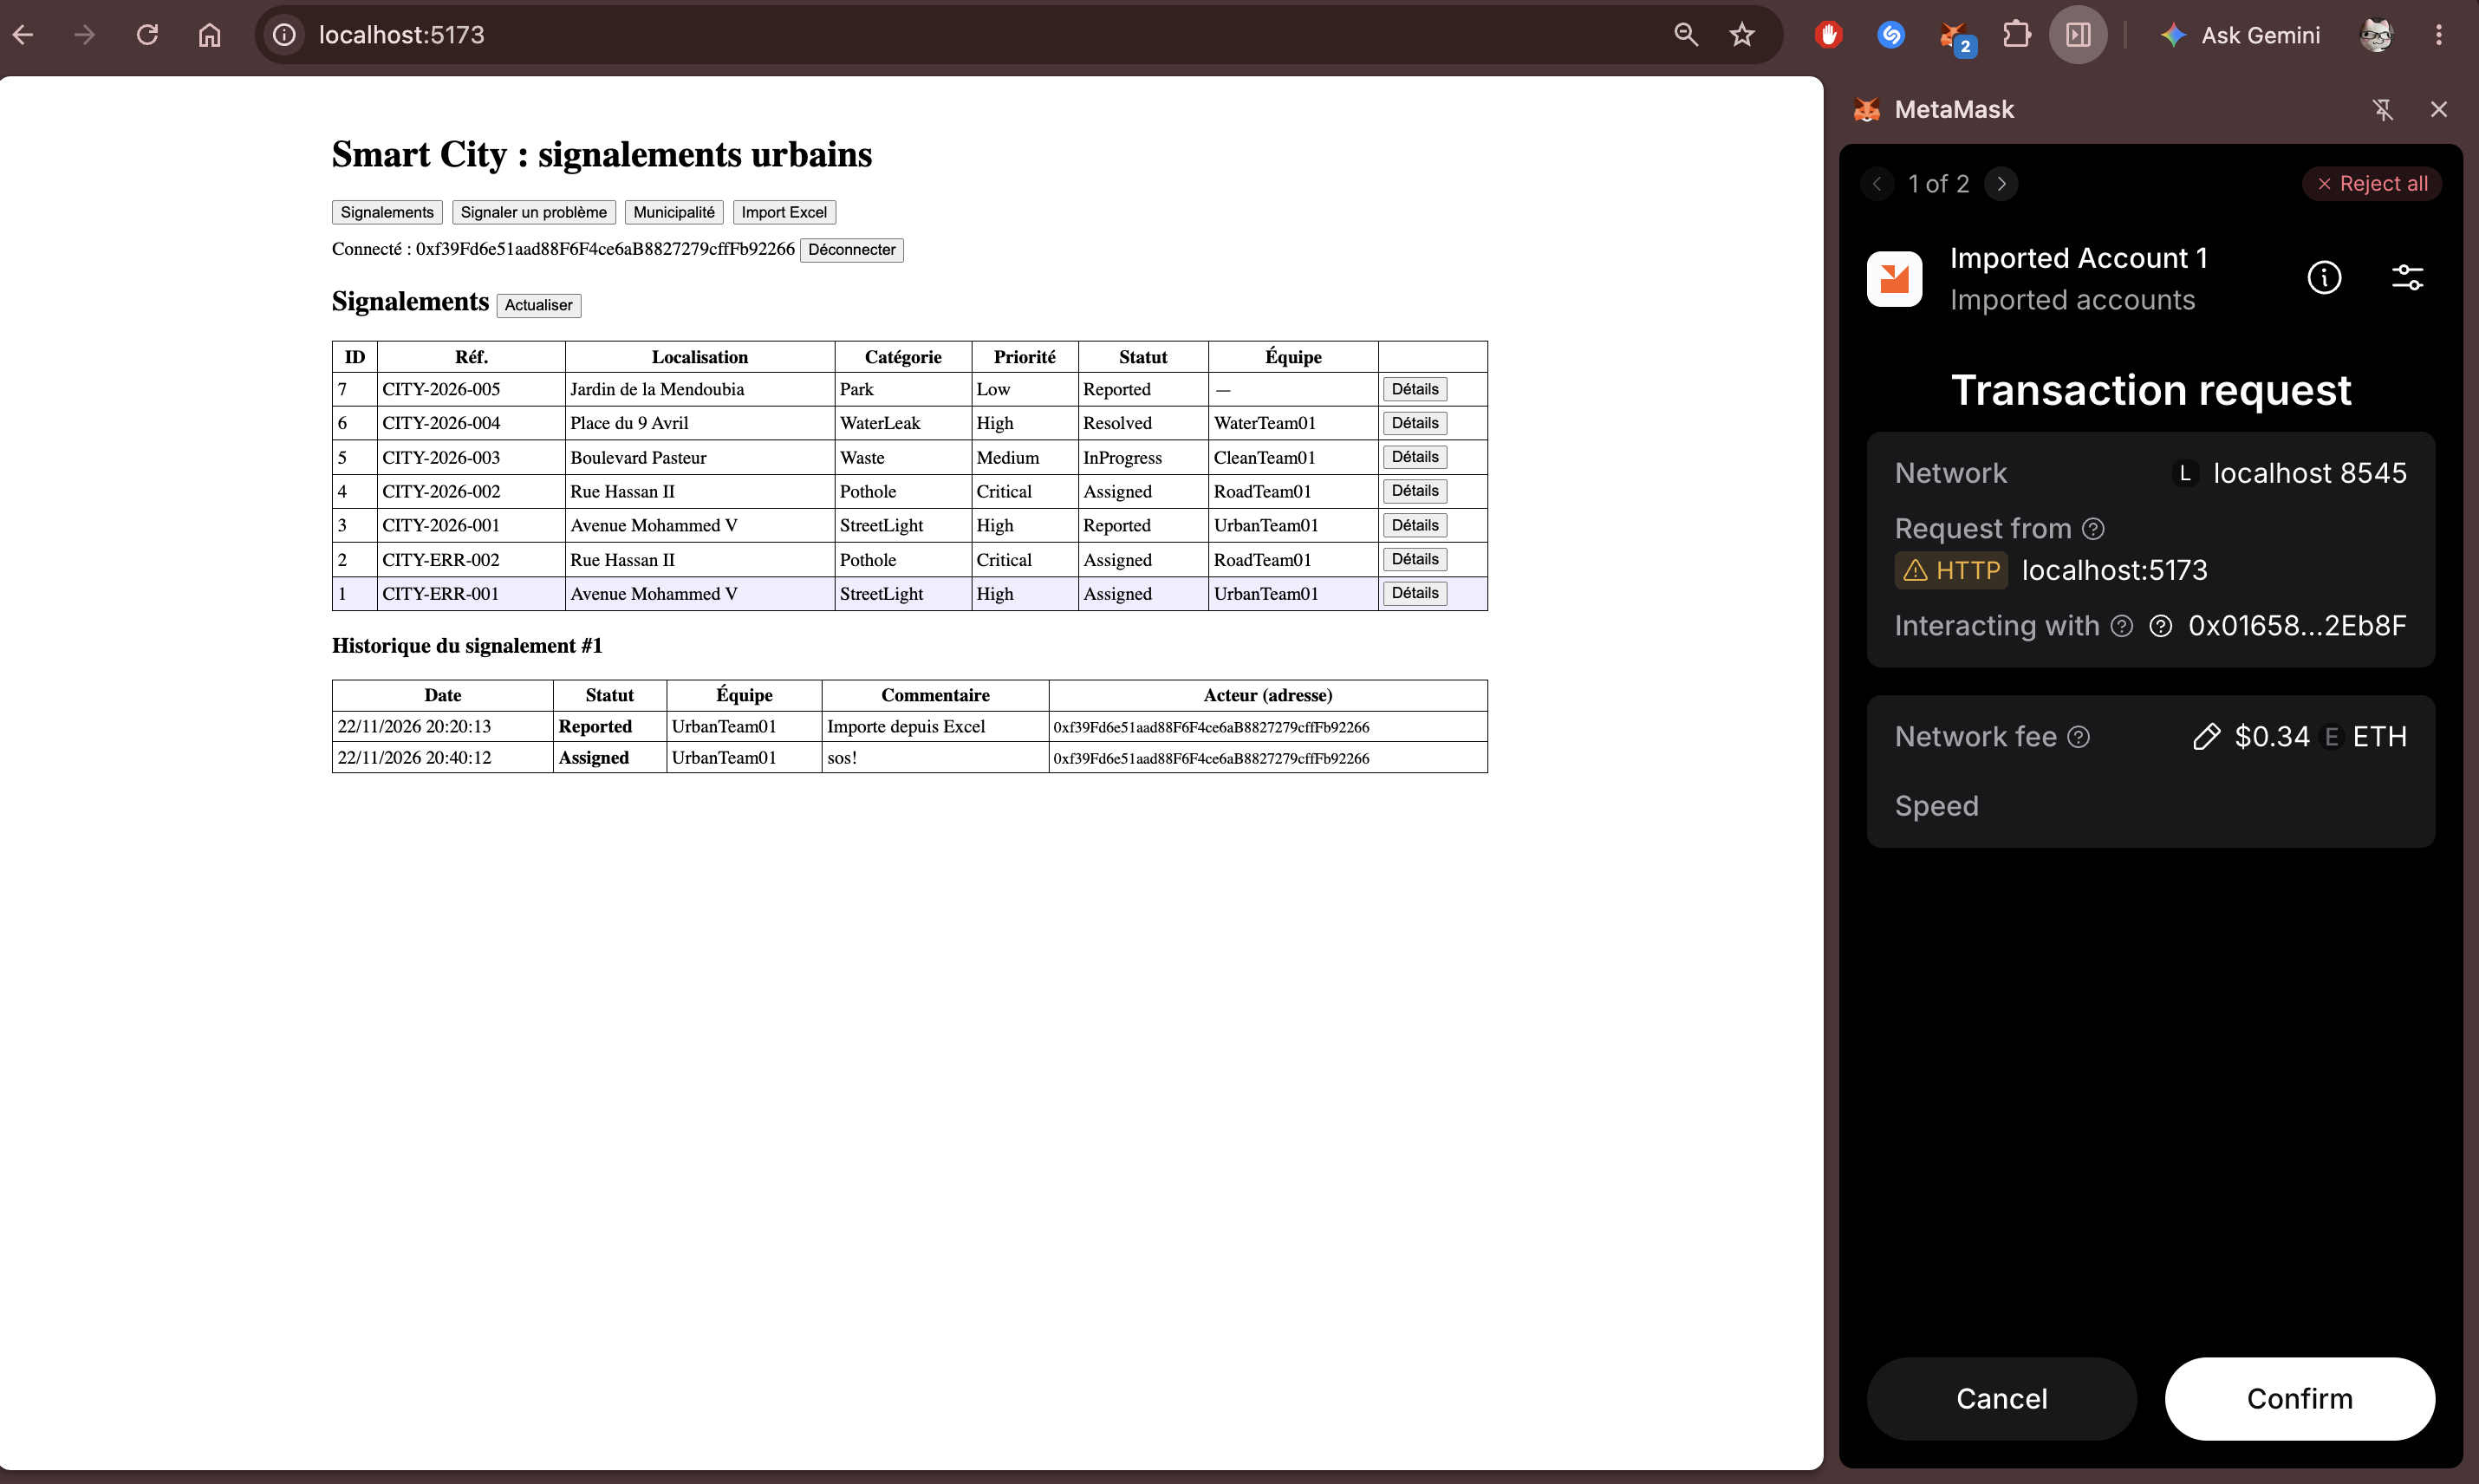 localhost:5173
2
Ask Gemini
Smart City : signalements urbains
Signalements Signaler un problème Municipalité Import Excel
Connecté : 0xf39Fd6e51aad88F6F4ce6aB8827279cffFb92266 Déconnecter
Signalements Actualiser
ID Réf. Localisation Catégorie Priorité Statut Équipe
7 CITY-2026-005 Jardin de la Mendoubia Park Low Reported — Détails
6 CITY-2026-004 Place du 9 Avril WaterLeak High Resolved WaterTeam01 Détails
5 CITY-2026-003 Boulevard Pasteur Waste Medium InProgress CleanTeam01 Détails
4 CITY-2026-002 Rue Hassan II Pothole Critical Assigned RoadTeam01 Détails
3 CITY-2026-001 Avenue Mohammed V StreetLight High Reported UrbanTeam01 Détails
2 CITY-ERR-002 Rue Hassan II Pothole Critical Assigned RoadTeam01 Détails
1 CITY-ERR-001 Avenue Mohammed V StreetLight High Assigned UrbanTeam01 Détails
Historique du signalement #1
Date Statut Équipe Commentaire Acteur (adresse)
22/11/2026 20:20:13 Reported UrbanTeam01 Importe depuis Excel 0xf39Fd6e51aad88F6F4ce6aB8827279cffFb92266
22/11/2026 20:40:12 Assigned UrbanTeam01 sos! 0xf39Fd6e51aad88F6F4ce6aB8827279cffFb92266
MetaMask
1 of 2
Reject all
Imported Account 1
Imported accounts
Transaction request
Network L localhost 8545
Request from
HTTP localhost:5173
Interacting with 0x01658...2Eb8F
Network fee $0.34 E ETH
Speed
Cancel Confirm